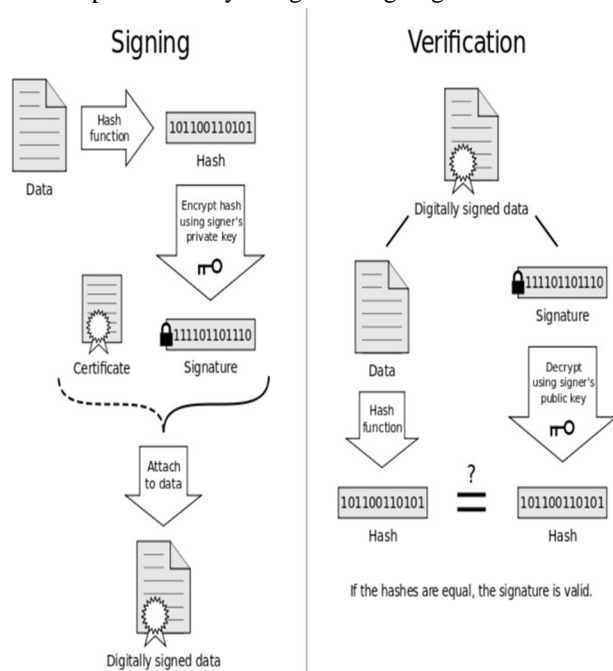 Signing
Hash
function
101100110101
Hash
Data
Encrypt hash
using signer's
private key
111101101110
Certificate
Signature
Attach
to data
Digitally signed data
Verification
Digitally signed data
111101101110
Signature
Data
Decrypt
using signer's
public key
Hash
function
?
=
101100110101
101100110101
Hash
Hash
If the hashes are equal, the signature is valid.